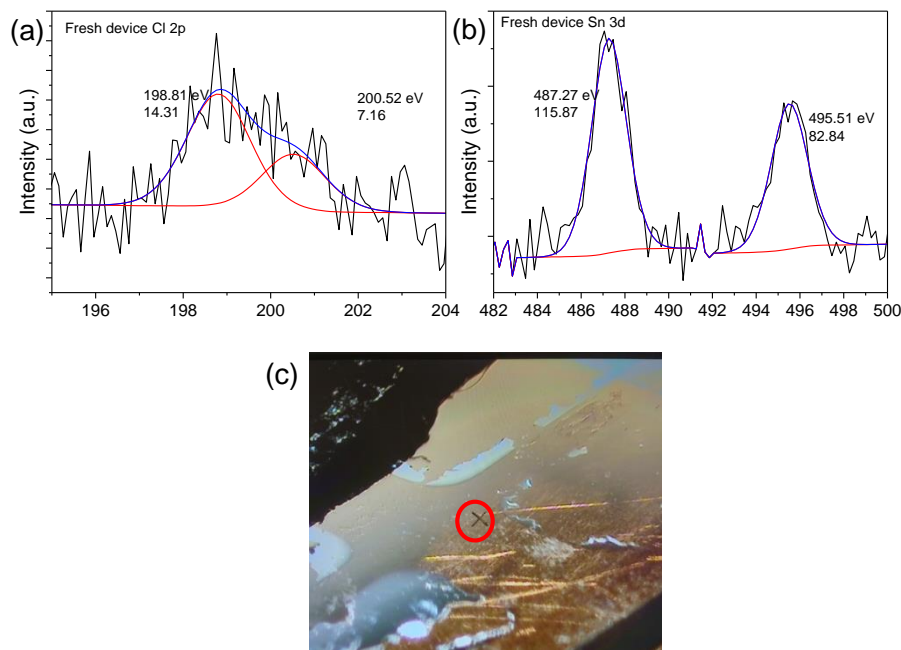 (a)
Fresh device Cl 2p
198.81 eV
14.31
200.52 eV
7.16
Intensity (a.u.)
196 198 200 202 204
(b)
Fresh device Sn 3d
487.27 eV
115.87
495.51 eV
82.84
Intensity (a.u.)
482 484 486 488 490 492 494 496 498 500
(c)